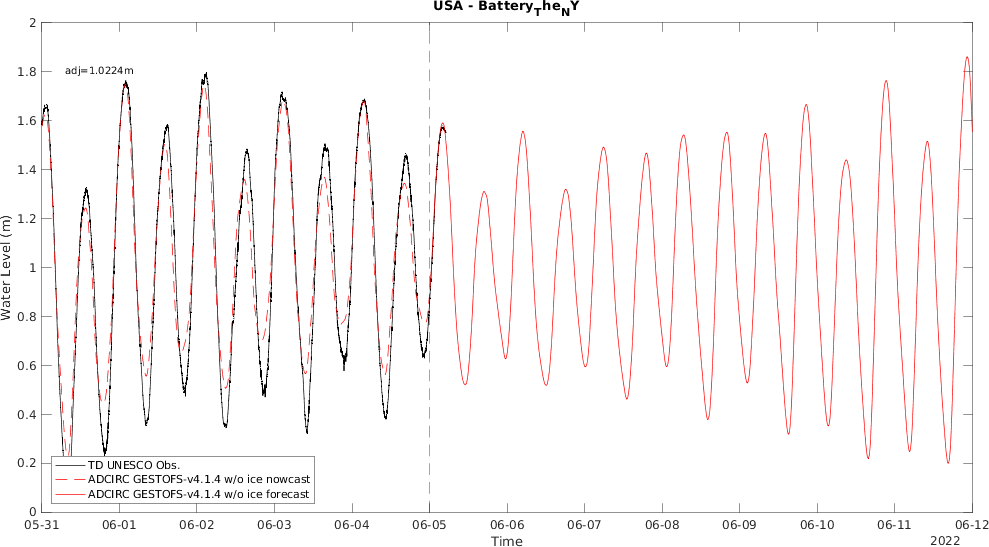 USA - BatteryTheNY
2
1.8
1.6
1.4
1.2
1
0.8
0.6
0.4
0.2
0
Water Level (m)
adj=1.0224m
TD UNESCO Obs.
ADCIRC GESTOFS-v4.1.4 w/o ice nowcast
ADCIRC GESTOFS-v4.1.4 w/o ice forecast
05-31 06-01 06-02 06-03 06-04 06-05 06-06 06-07 06-08 06-09 06-10 06-11 06-12
Time
2022